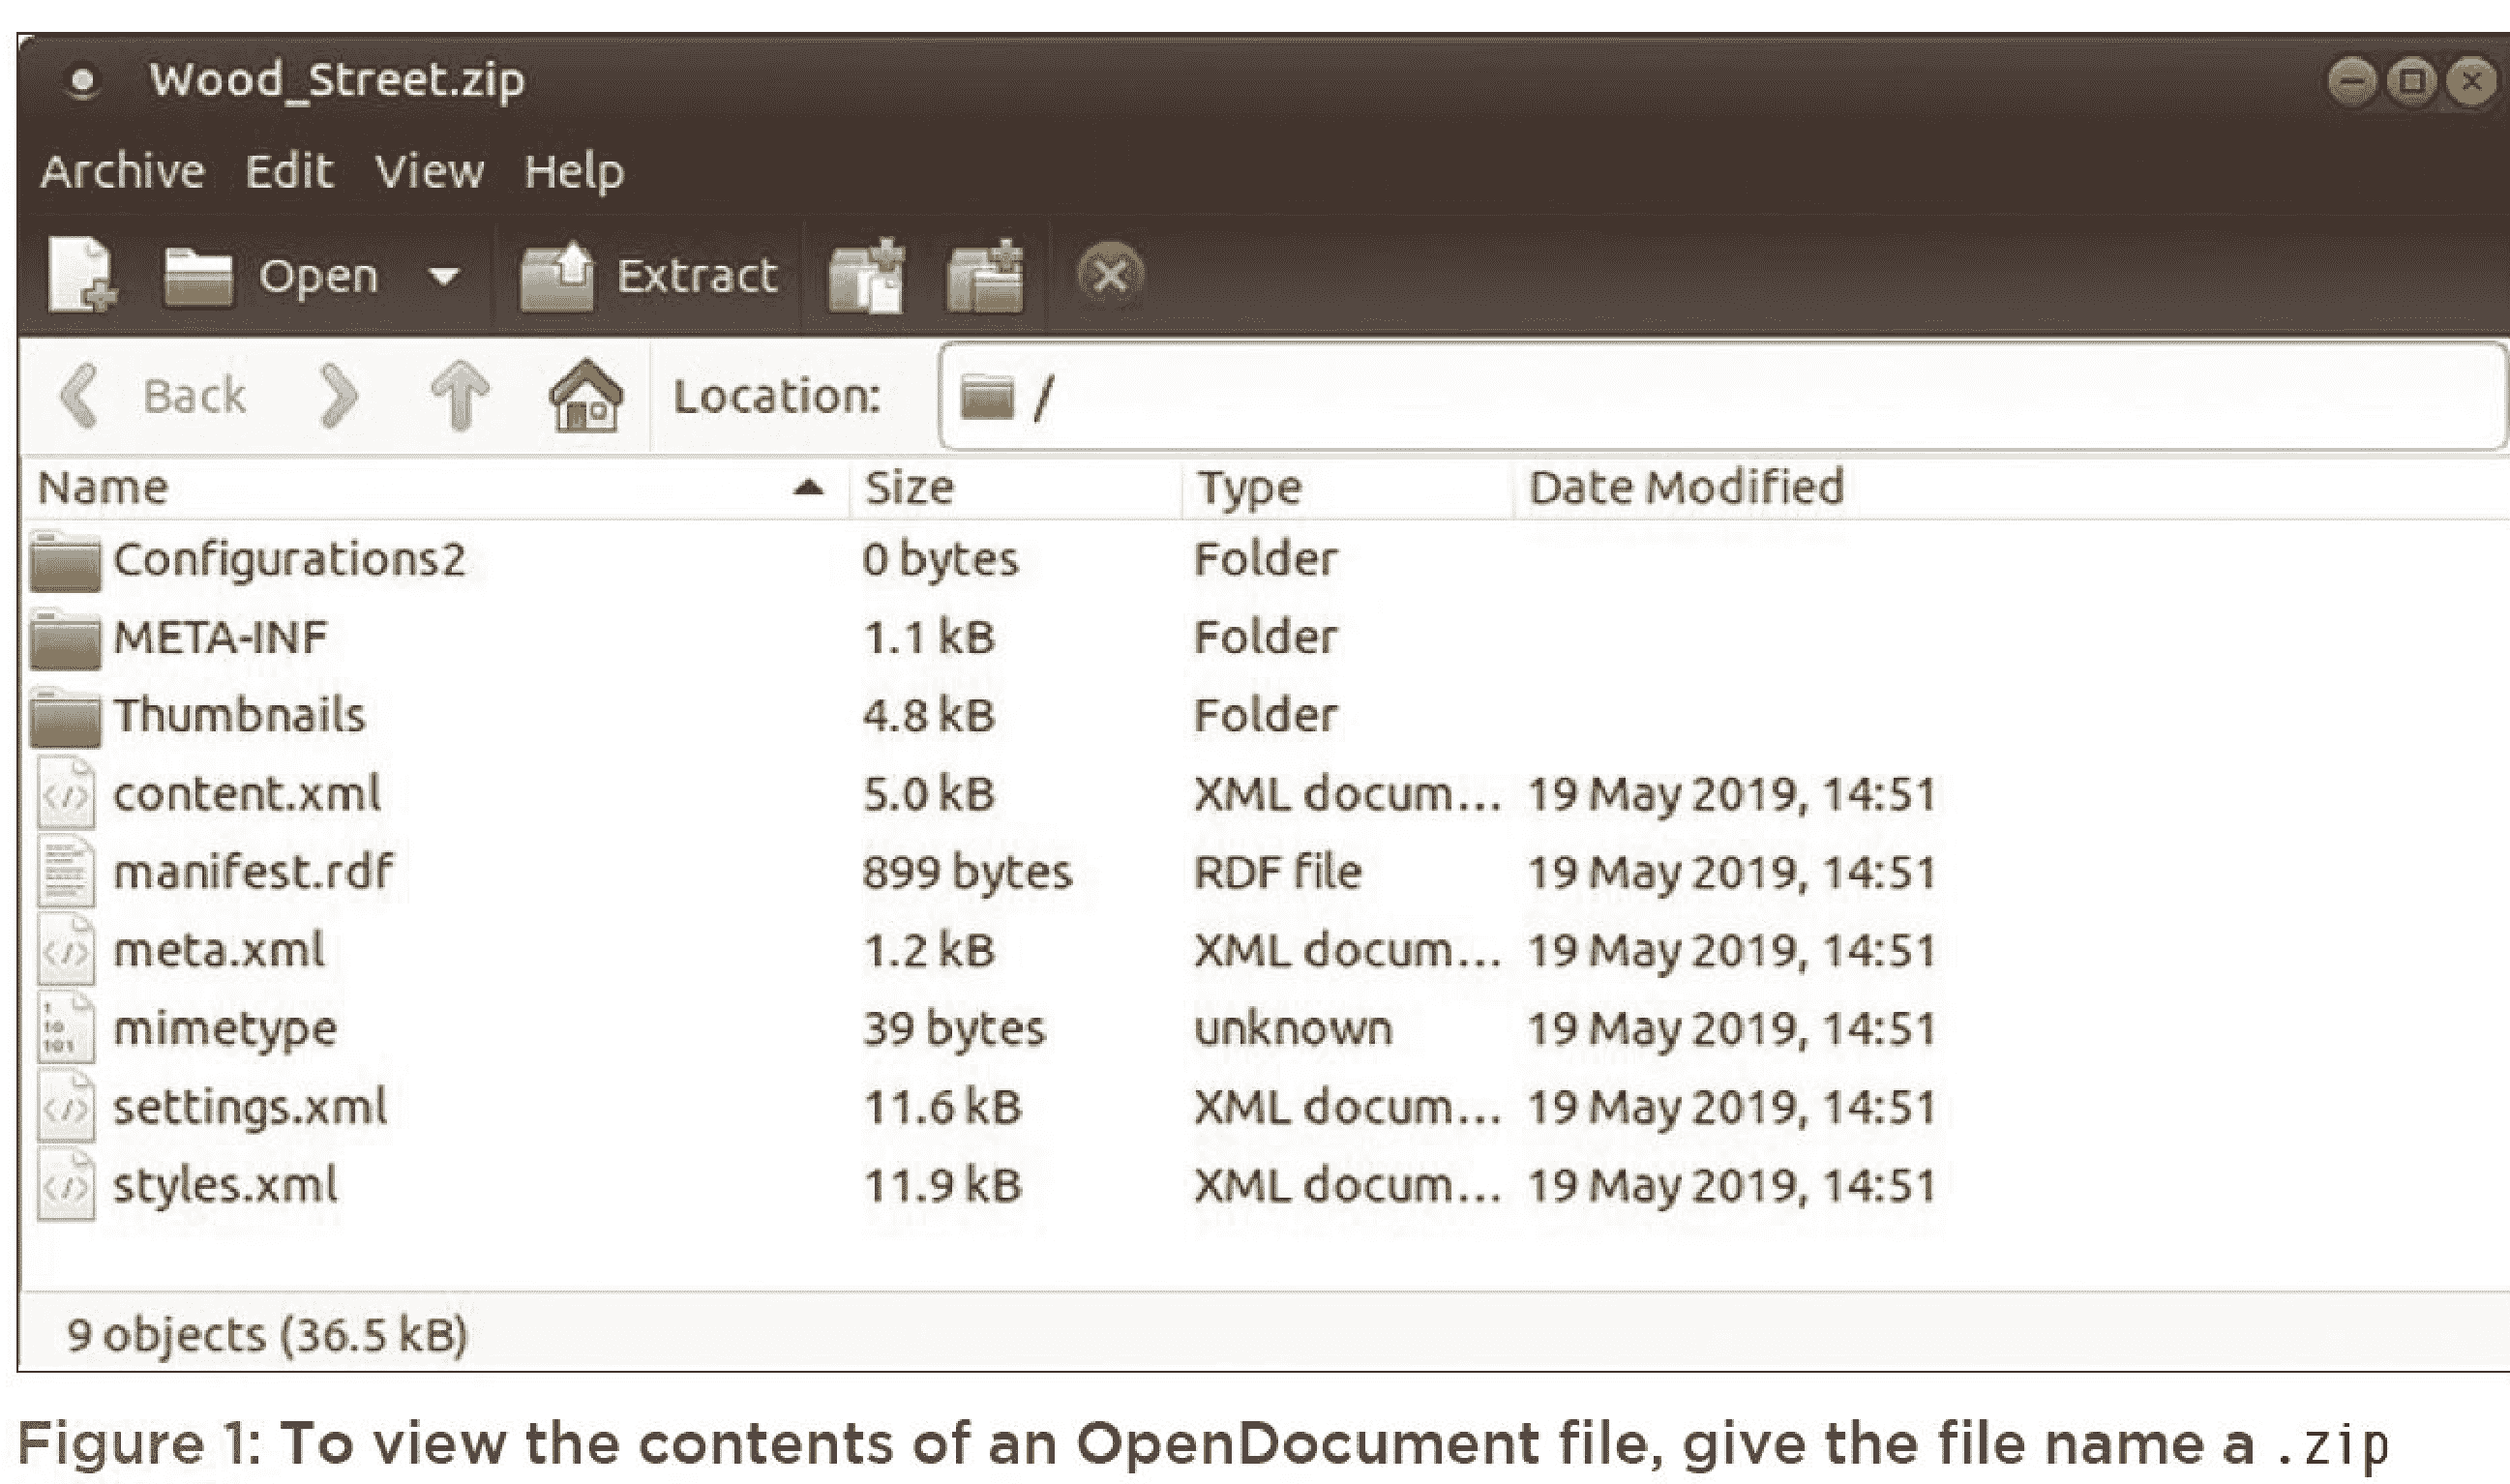 Wood_Street.zip
Archive Edit View Help
Open Extract
Back Location: /
Name Size Type Date Modified
Configurations2 0 bytes Folder
META-INF 1.1 kB Folder
Thumbnails 4.8 kB Folder
content.xml 5.0 kB XML docum... 19 May 2019, 14:51
manifest.rdf 899 bytes RDF file 19 May 2019, 14:51
meta.xml 1.2 kB XML docum... 19 May 2019, 14:51
mimetype 39 bytes unknown 19 May 2019, 14:51
settings.xml 11.6 kB XML docum... 19 May 2019, 14:51
styles.xml 11.9 kB XML docum... 19 May 2019, 14:51
9 objects (36.5 kB)
Figure 1: To view the contents of an OpenDocument file, give the file name a .zip